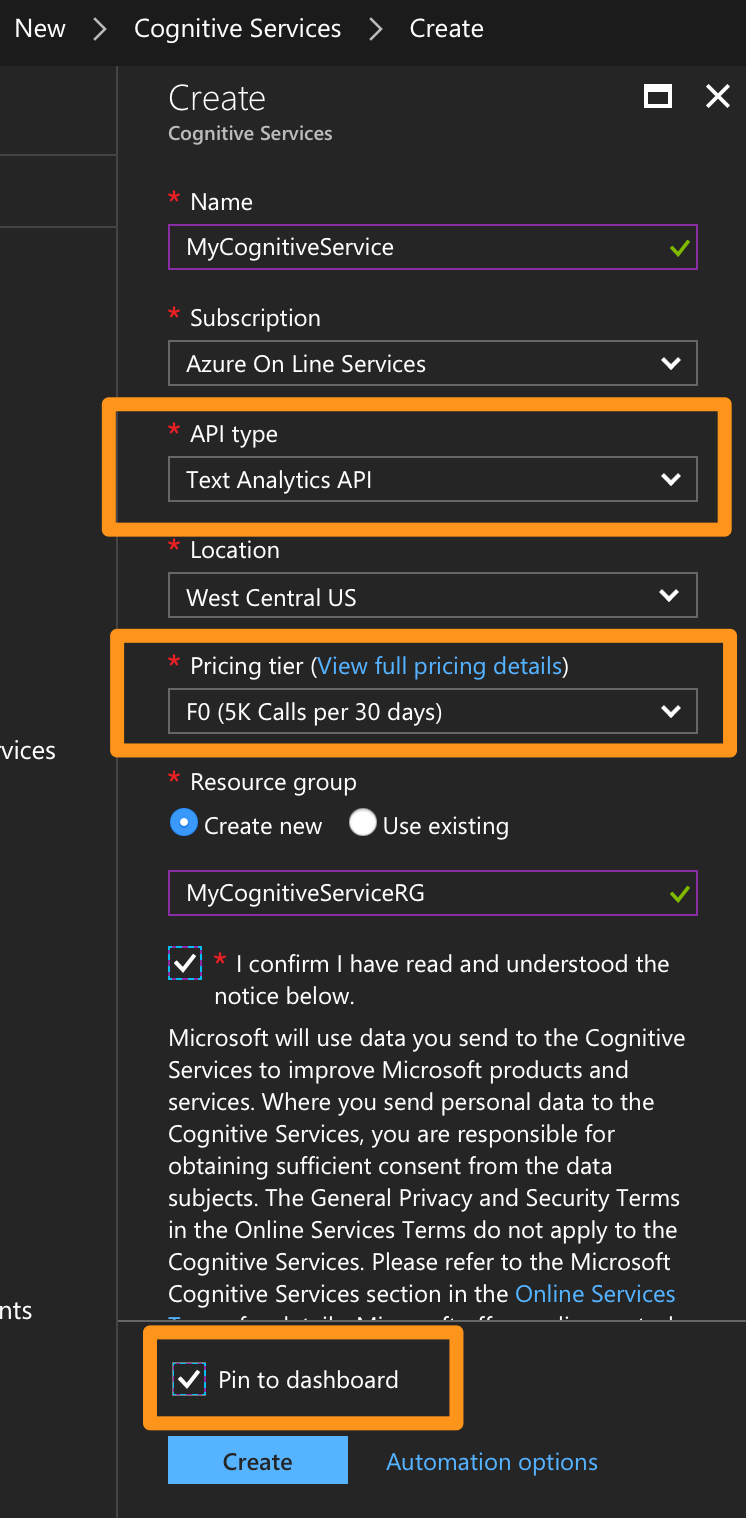 New > Cognitive Services > Create
Create
Cognitive Services
* Name
MyCognitiveService
* Subscription
Azure On Line Services
* API type
Text Analytics API
* Location
West Central US
* Pricing tier (View full pricing details)
F0 (5K Calls per 30 days)
vices
* Resource group
Create new Use existing
MyCognitiveServiceRG
* I confirm I have read and understood the
notice below.
Microsoft will use data you send to the Cognitive
Services to improve Microsoft products and
services. Where you send personal data to the
Cognitive Services, you are responsible for
obtaining sufficient consent from the data
subjects. The General Privacy and Security Terms
in the Online Services Terms do not apply to the
Cognitive Services. Please refer to the Microsoft
Cognitive Services section in the Online Services
nts
Pin to dashboard
Create Automation options